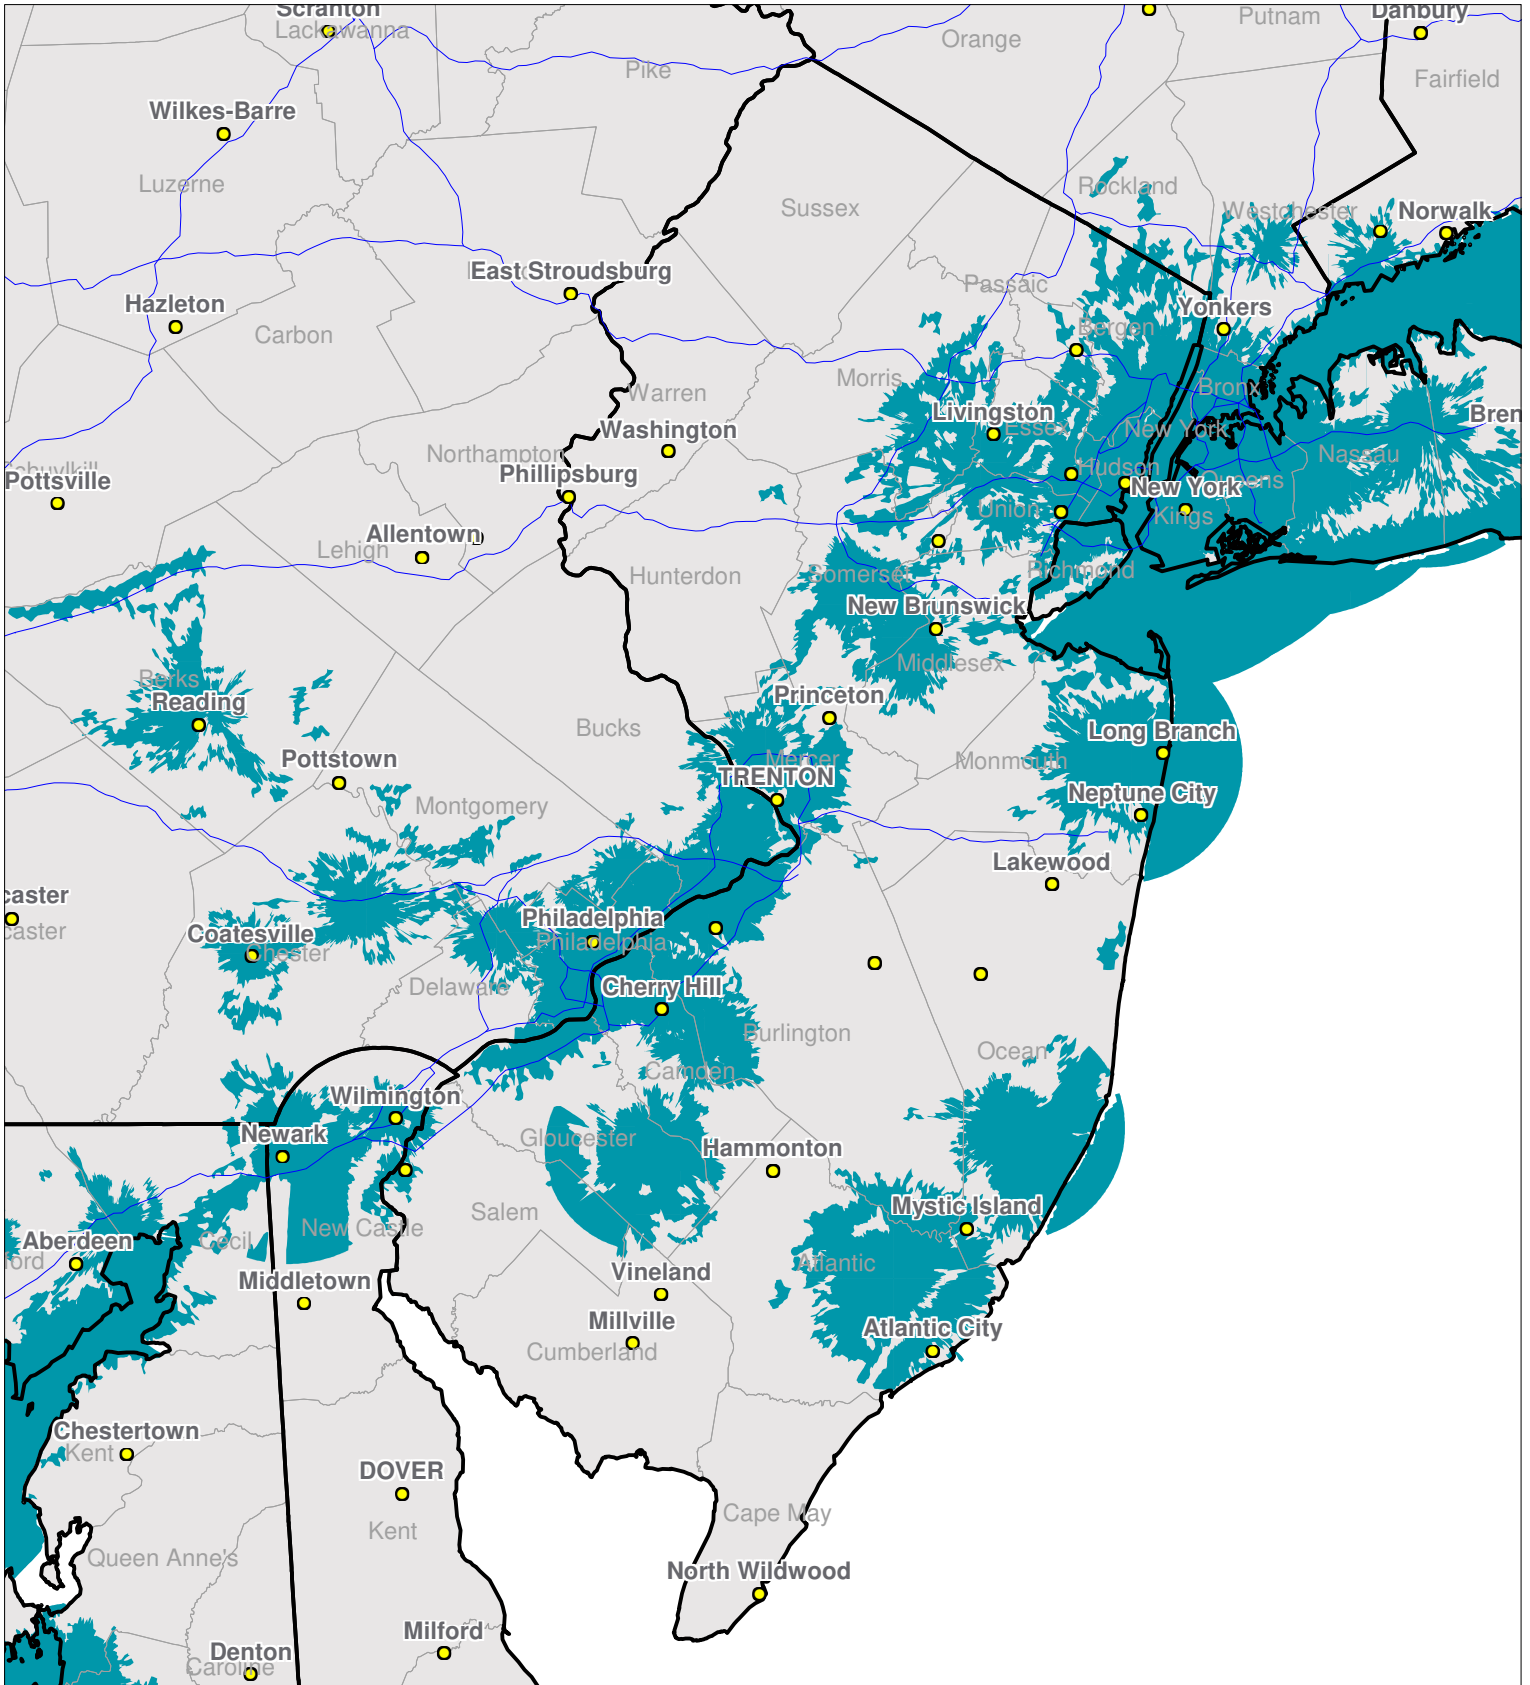 Scranton
Lackawanna
Putnam
Danbury
Orange
Pike
Fairfield
Wilkes-Barre
Luzerne
Rockland
Sussex
Westchester
Norwalk
East Stroudsburg
Passaic
Hazleton
Yonkers
Carbon
Bergen
Morris
Bronx
Warren
Livingston
Essex
Bren
Washington
New York
Northampton
Nassau
Hudson
Phillipsburg
Pottsville
New York
Queens
Union
Kings
Allentown
Lehigh
Hunterdon
Somerset
Richmond
New Brunswick
Middlesex
Berks
Reading
Princeton
Bucks
Long Branch
Pottstown
Mercer
Monmouth
TRENTON
Neptune City
Montgomery
Lakewood
caster
Philadelphia
caster
Coatesville
Philadelphia
Chester
Delaware
Cherry Hill
Burlington
Ocean
Camden
Wilmington
Newark
Gloucester
Hammonton
Salem
Mystic Island
New Castle
Aberdeen
Cecil
ford
Atlantic
Middletown
Vineland
Millville
Atlantic City
Cumberland
Chestertown
Kent
DOVER
Cape May
Kent
Queen Anne's
North Wildwood
Milford
Denton
Caroline